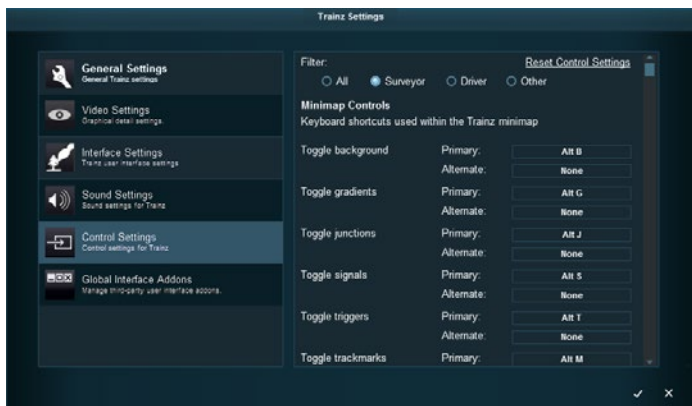 Trainz Settings
General Settings
General Trainz settings
Video Settings
Graphical detail settings.
Interface Settings
Trainz user interface settings
Sound Settings
Sound settings for Trainz
Control Settings
Control settings for Trainz
Global Interface Addons
Manage third-party user interface addons.
Filter: Reset Control Settings
All Surveyor Driver Other
Minimap Controls
Keyboard shortcuts used within the Trainz minimap
Toggle background Primary: Alt B
Alternate: None
Toggle gradients Primary: Alt G
Alternate: None
Toggle junctions Primary: Alt J
Alternate: None
Toggle signals Primary: Alt S
Alternate: None
Toggle triggers Primary: Alt T
Alternate: None
Toggle trackmarks Primary: Alt M